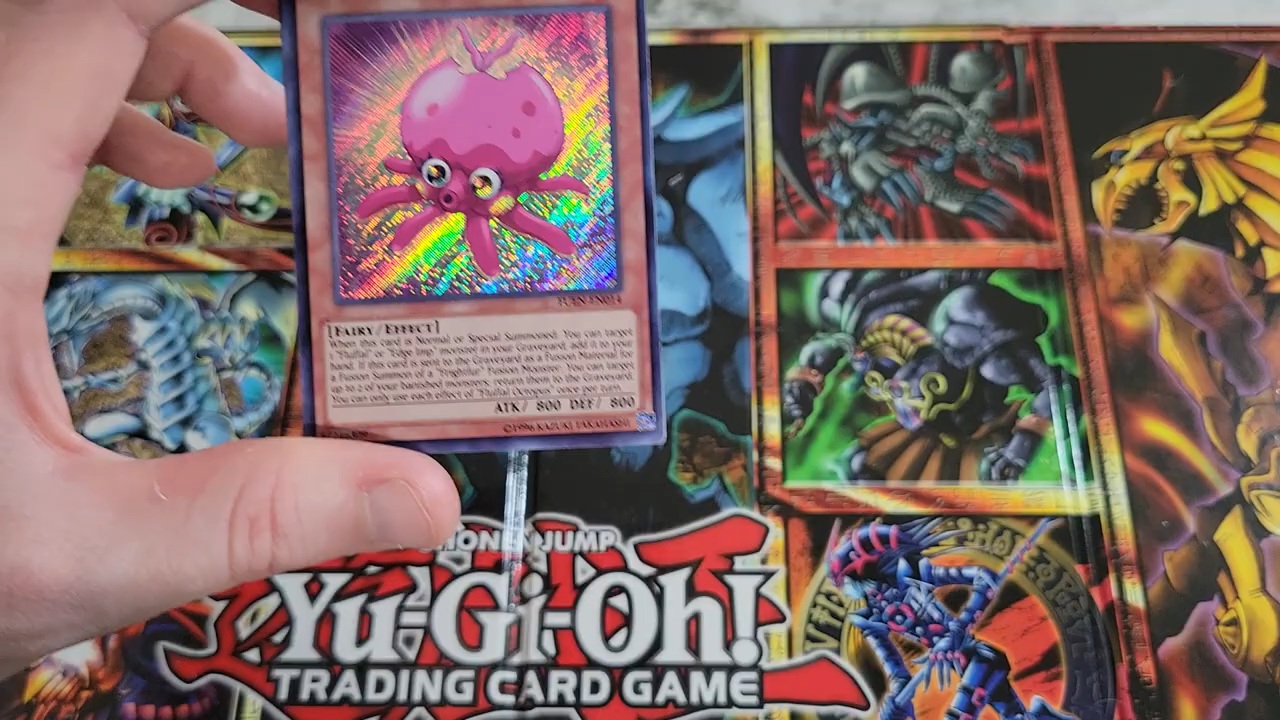 FUEN-EN014
[FAIRY/EFFECT]
When this card is Normal or Special Summoned: You can target
1 "Fluffal" or "Edge Imp" monster in your Graveyard; add it to your
hand. If this card is sent to the Graveyard as a Fusion Material for
a Fusion Summon of a "Frightfur" Fusion Monster: You can target
up to 2 of your banished monsters; return them to the Graveyard.
You can only use each effect of "Fluffal Octopus" once per turn.
ATK/ 800 DEF/ 800
©1996 KAZUKI TAKAHASHI
SHONEN JUMP
Yu-Gi-Oh!
TRADING CARD GAME